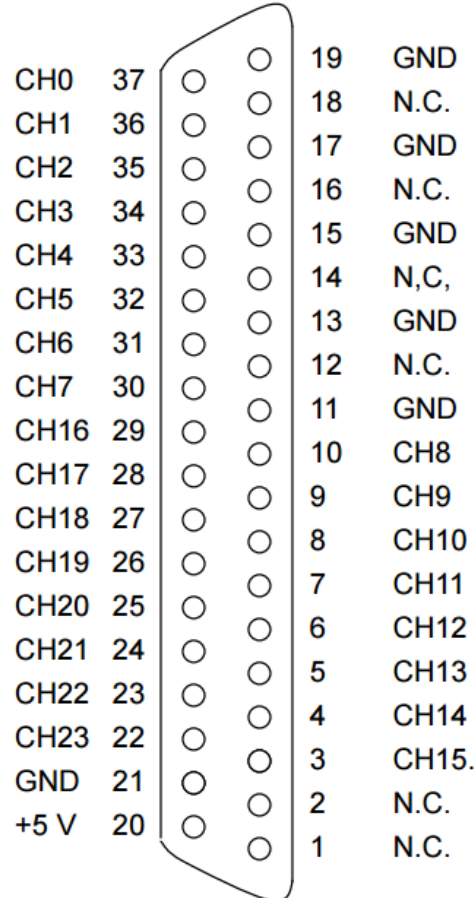 19 GND
CH0 37
18 N.C.
CH1 36
17 GND
CH2 35
16 N.C.
CH3 34
15 GND
CH4 33
14 N,C,
CH5 32
13 GND
CH6 31
12 N.C.
CH7 30
11 GND
CH16 29
10 CH8
CH17 28
9 CH9
CH18 27
8 CH10
CH19 26
7 CH11
CH20 25
6 CH12
CH21 24
5 CH13
CH22 23
4 CH14
CH23 22
3 CH15.
GND 21
2 N.C.
+5 V 20
1 N.C.